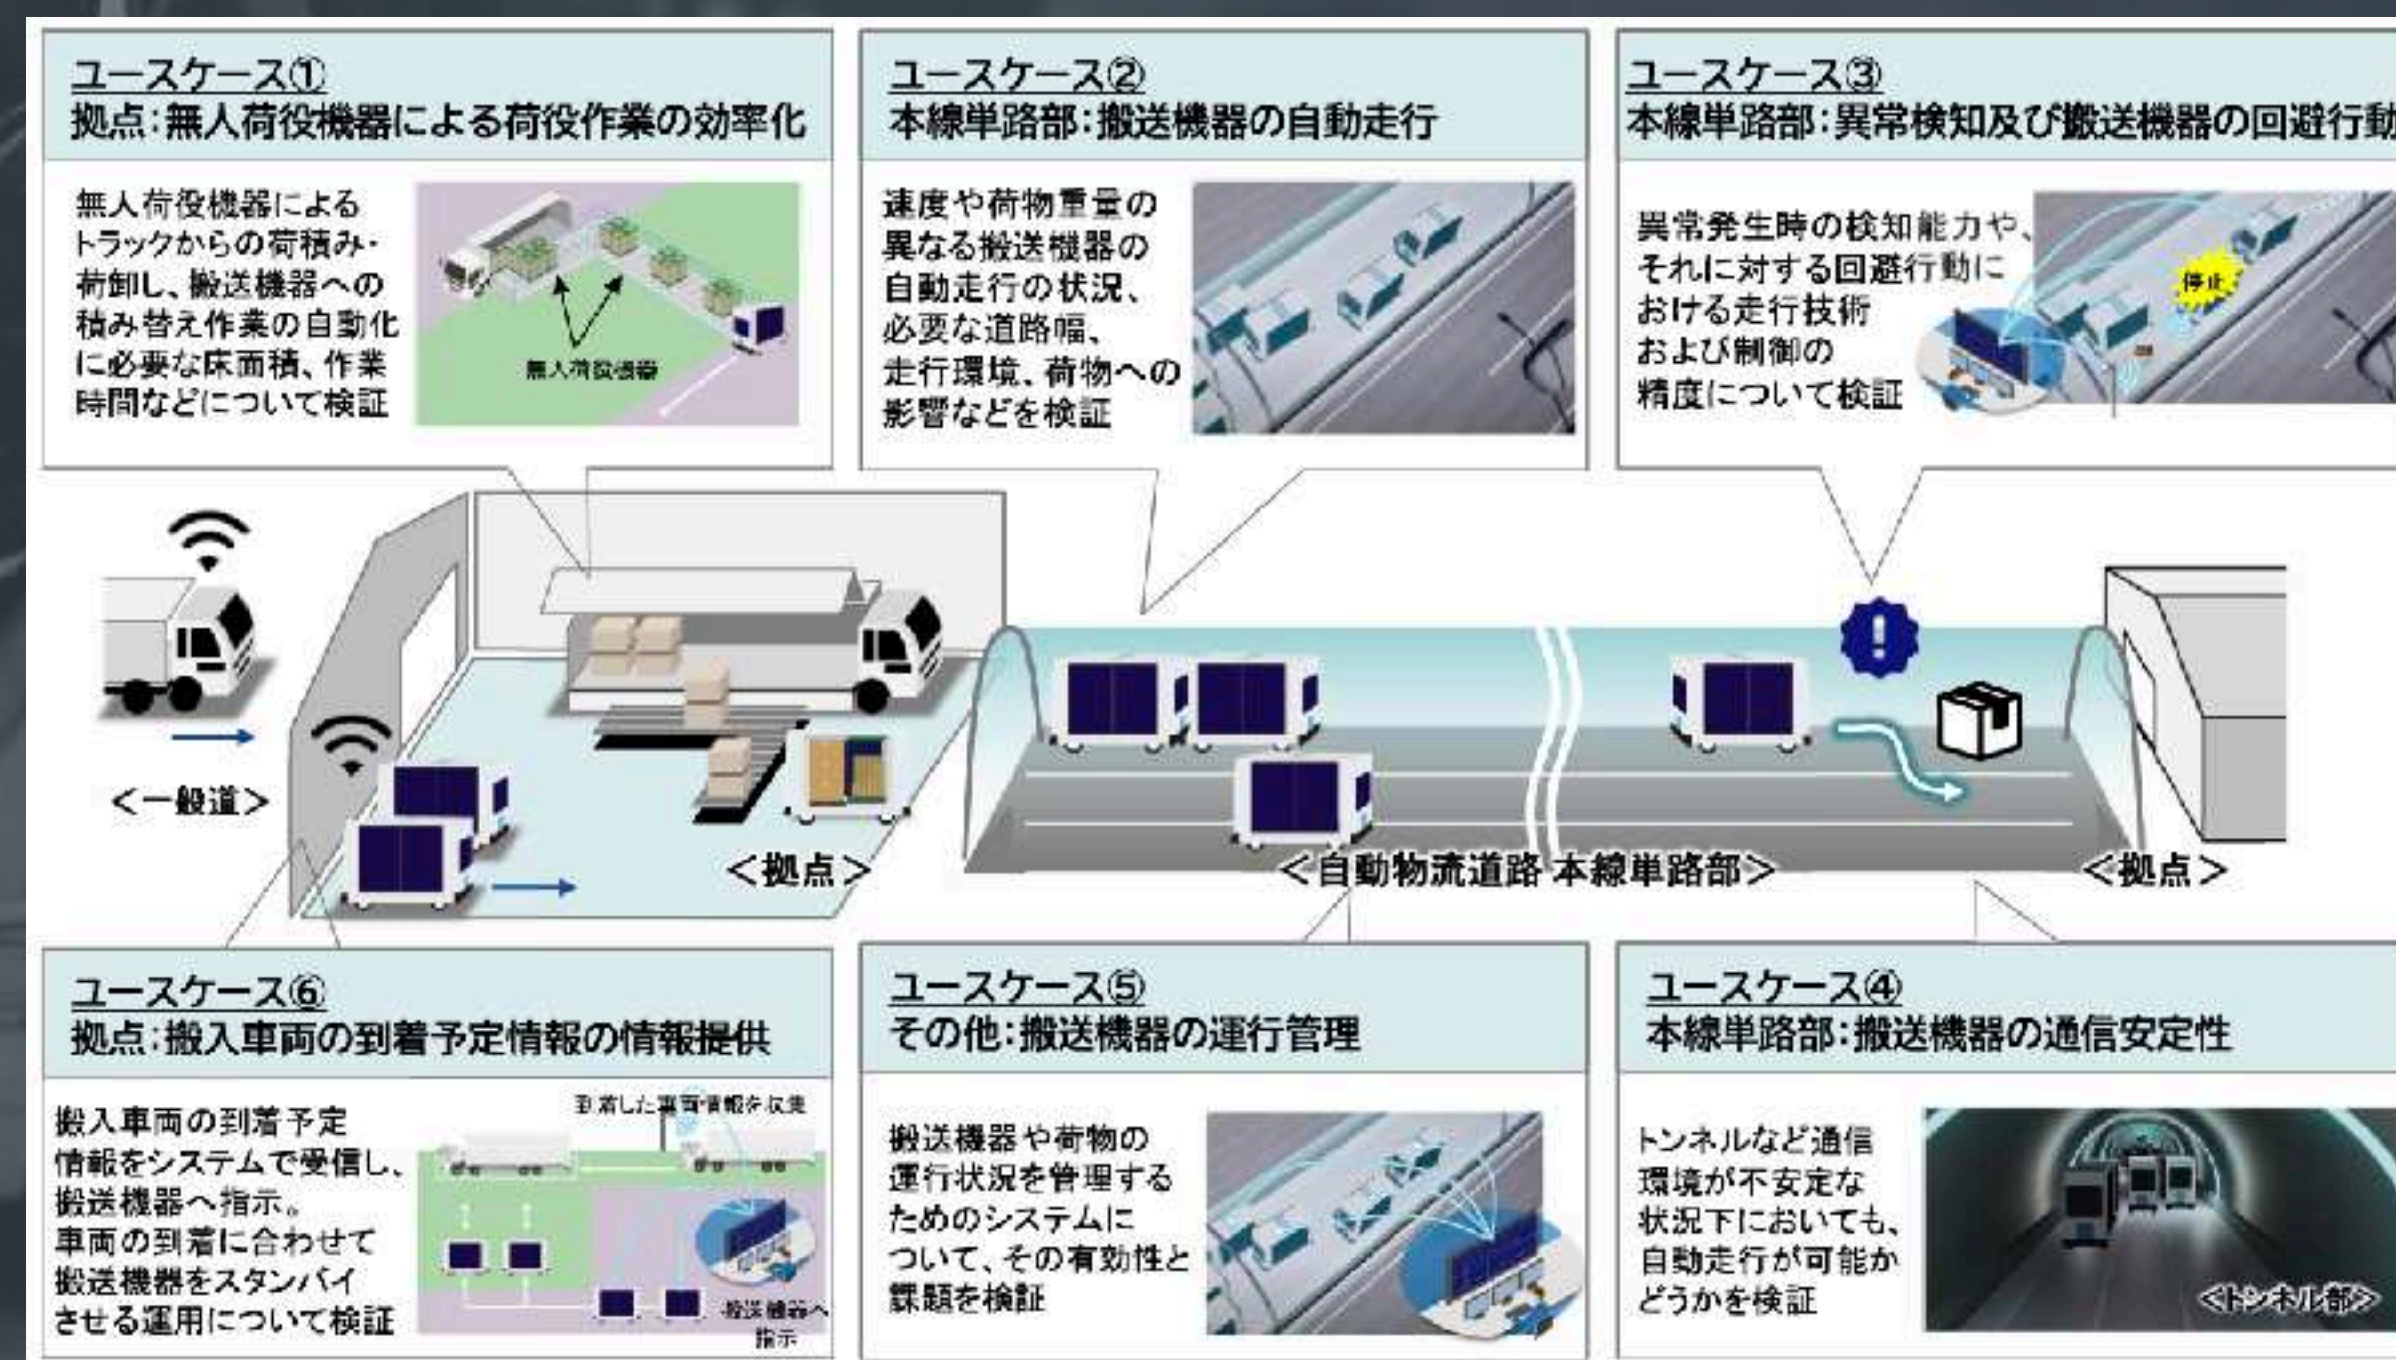 ユースケース①
拠点:無人荷役機器による荷役作業の効率化
無人荷役機器による
トラックからの荷積み・
荷卸し、搬送機器への
積み替え作業の自動化
に必要な床面積、作業
時間などについて検証
無人荷役機器
ユースケース②
本線単路部:搬送機器の自動走行
速度や荷物重量の
異なる搬送機器の
自動走行の状況、
必要な道路幅、
走行環境、荷物への
影響などを検証
ユースケース③
本線単路部:異常検知及び搬送機器の回避行動
異常発生時の検知能力や、
それに対する回避行動に
おける走行技術
および制御の
精度について検証
停止
<一般道>
<拠点>
<自動物流道路 本線単路部>
<拠点>
ユースケース⑥
拠点:搬入車両の到着予定情報の情報提供
搬入車両の到着予定
情報をシステムで受信し、
搬送機器へ指示。
車両の到着に合わせて
搬送機器をスタンバイ
させる運用について検証
到着した車両情報を収集
搬送機器へ
指示
ユースケース⑤
その他:搬送機器の運行管理
搬送機器や荷物の
運行状況を管理する
ためのシステムに
ついて、その有効性と
課題を検証
ユースケース④
本線単路部:搬送機器の通信安定性
トンネルなど通信
環境が不安定な
状況下においても、
自動走行が可能か
どうかを検証
<トンネル部>